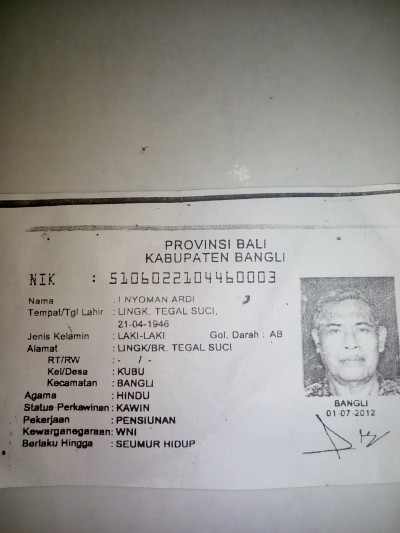 PROVINSI BALI
KABUPATEN BANGLI
NIK : 5106022104460003
Nama : I NYOMAN ARDI
Tempat/Tgl Lahir : LINGK. TEGAL SUCI,
21-04-1946
Jenis Kelamin : LAKI-LAKI Gol. Darah : AB
Alamat : LINGK/BR. TEGAL SUCI
RT/RW : - / -
Kel/Desa : KUBU
Kecamatan : BANGLI
Agama : HINDU
Status Perkawinan : KAWIN
Pekerjaan : PENSIUNAN
Kewarganegaraan : WNI
Berlaku Hingga : SEUMUR HIDUP
BANGLI
01-07-2012